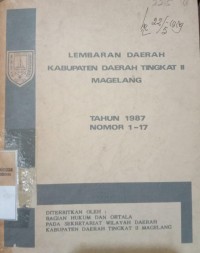 LEMBARAN DAERAH
KABUPATEN DAERAH TINGKAT II
MAGELANG
TAHUN 1987
NOMOR 1-17
DITERBITKAN OLEH :
BAGIAN HUKUM DAN ORTALA
PADA SEKRETARIAT WILAYAH DAERAH
KABUPATEN DAERAH TINGKAT II MAGELANG